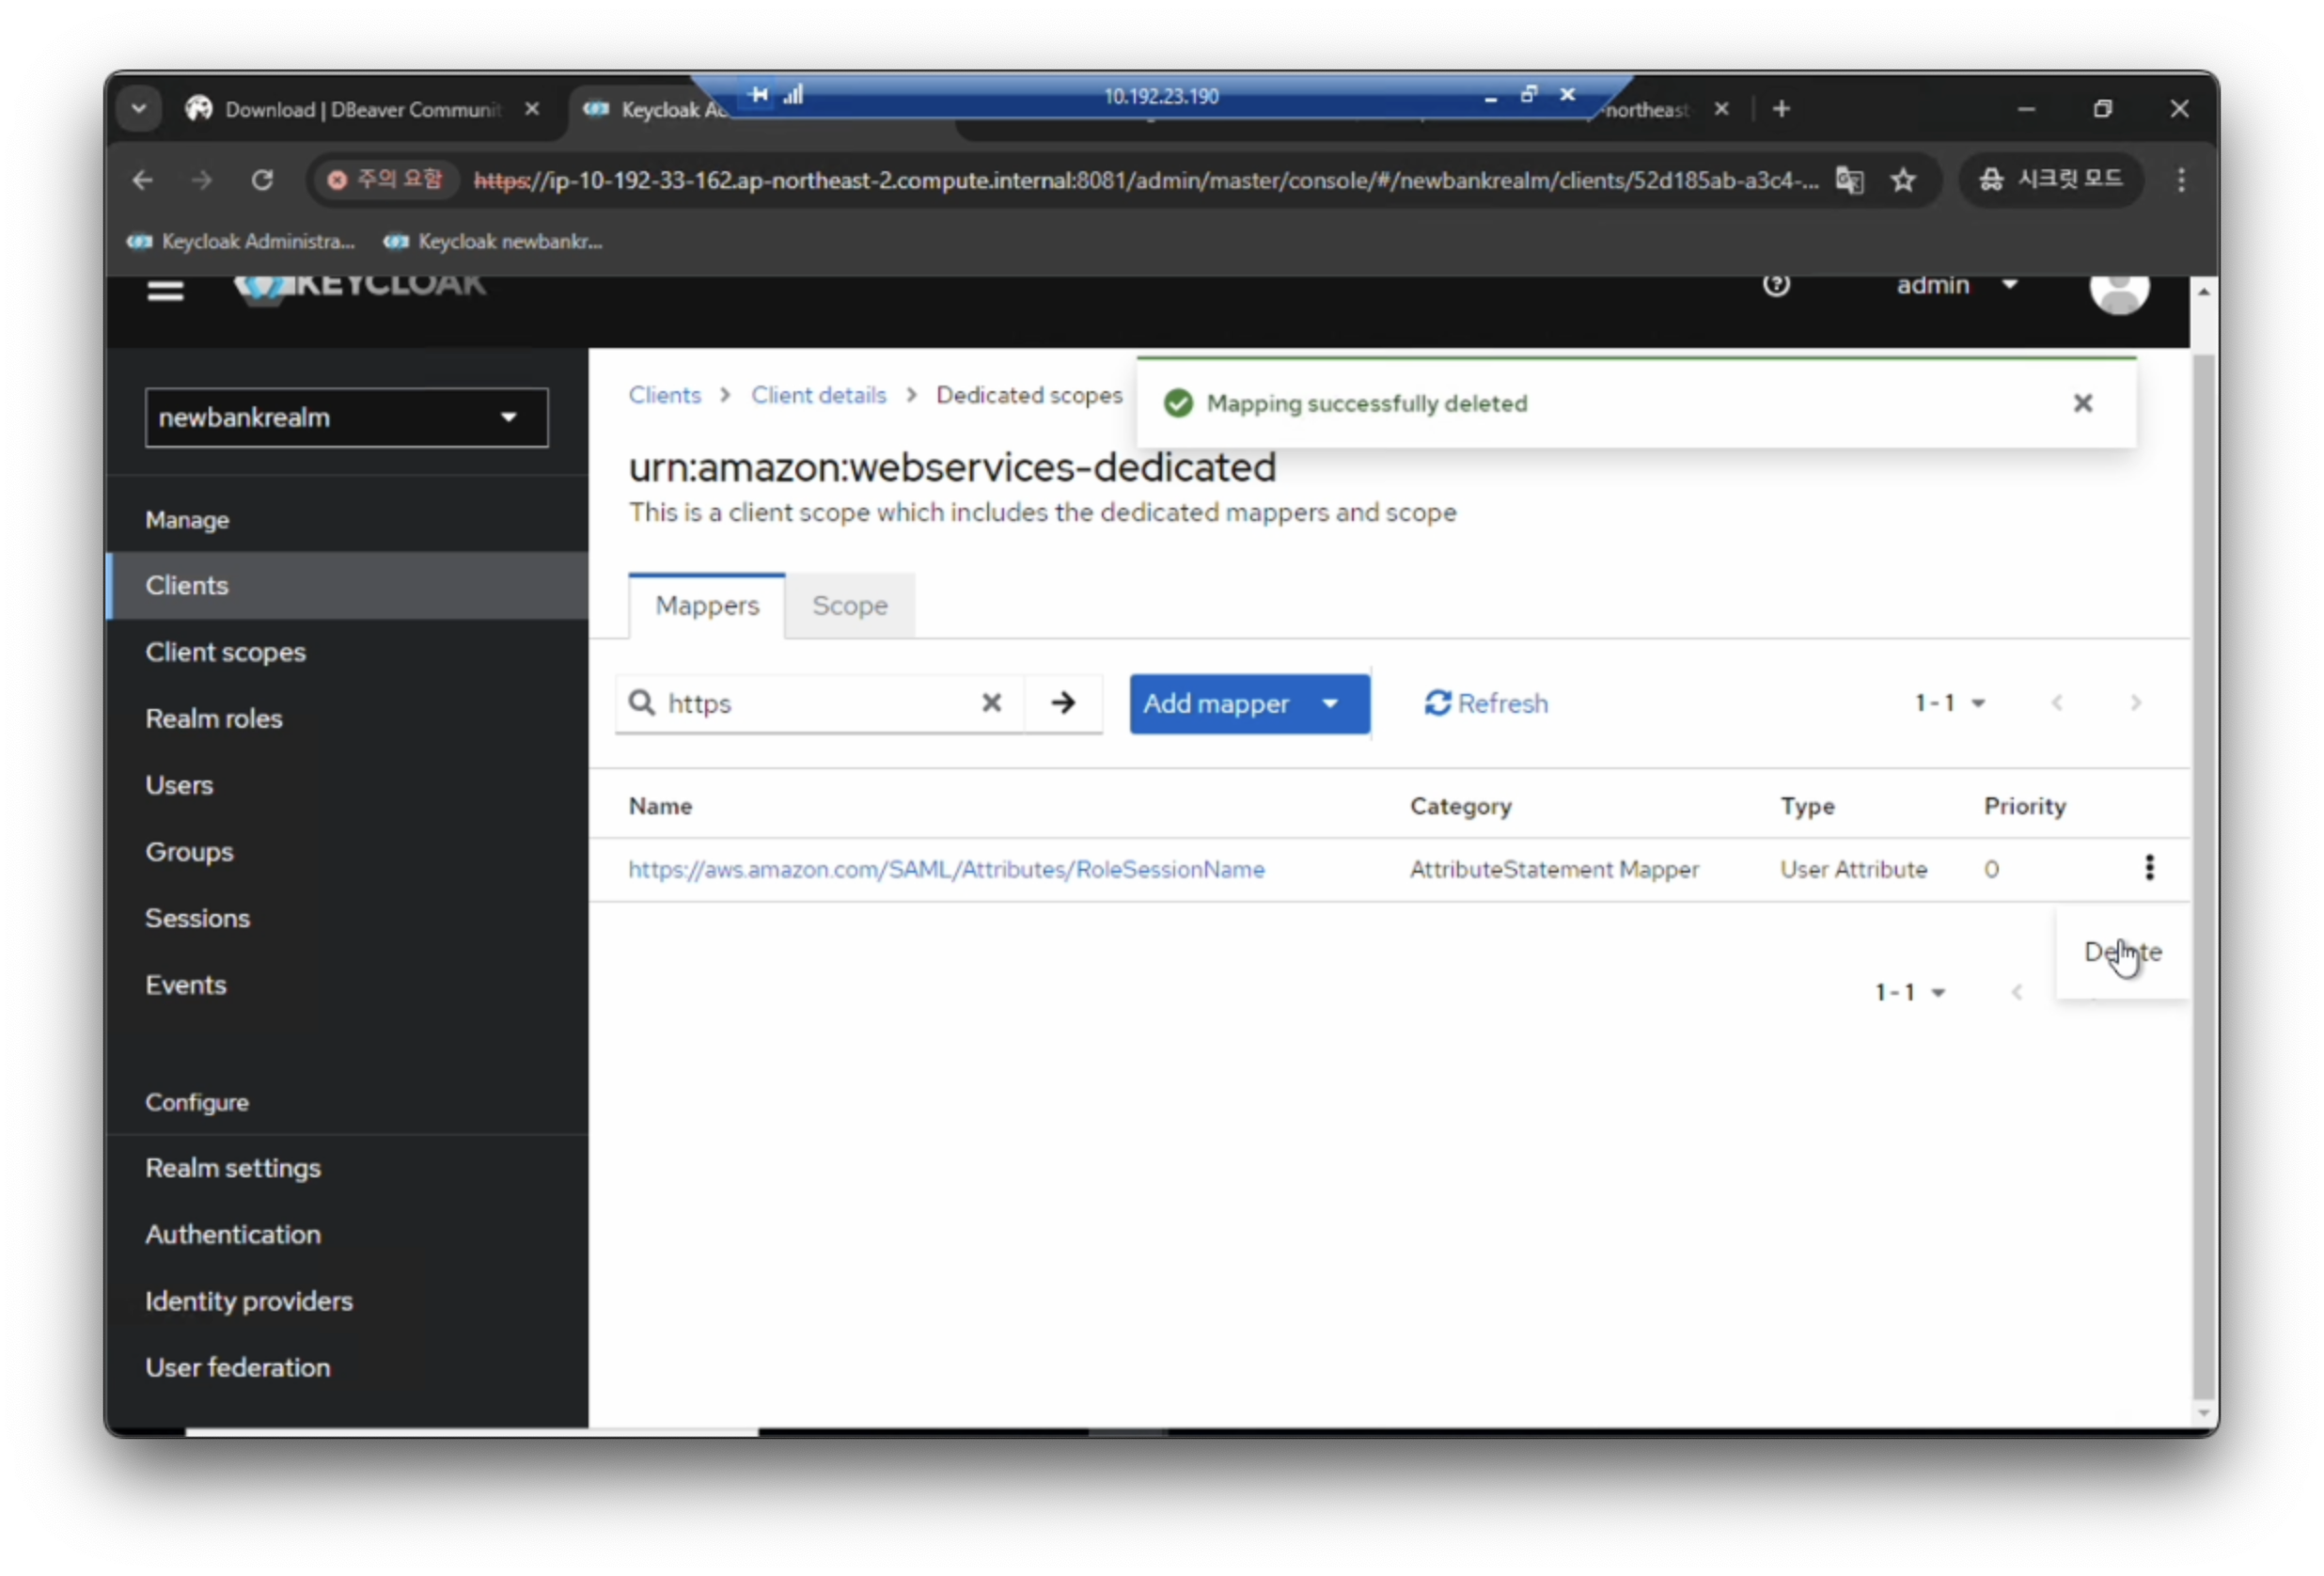 10.192.23.190
Download | DBeaver Communit
Keycloak Ad
-northeast
주의 요함 https://ip-10-192-33-162.ap-northeast-2.compute.internal:8081/admin/master/console/#/newbankrealm/clients/52d185ab-a3c4-... 시크릿 모드
Keycloak Administra... Keycloak newbankr...
KEYCLOAK
admin
newbankrealm
Manage
Clients
Client scopes
Realm roles
Users
Groups
Sessions
Events
Configure
Realm settings
Authentication
Identity providers
User federation
Clients > Client details > Dedicated scopes
Mapping successfully deleted
urn:amazon:webservices-dedicated
This is a client scope which includes the dedicated mappers and scope
Mappers Scope
https Add mapper Refresh 1 - 1
Name Category Type Priority
https://aws.amazon.com/SAML/Attributes/RoleSessionName AttributeStatement Mapper User Attribute 0
Delete
1 - 1